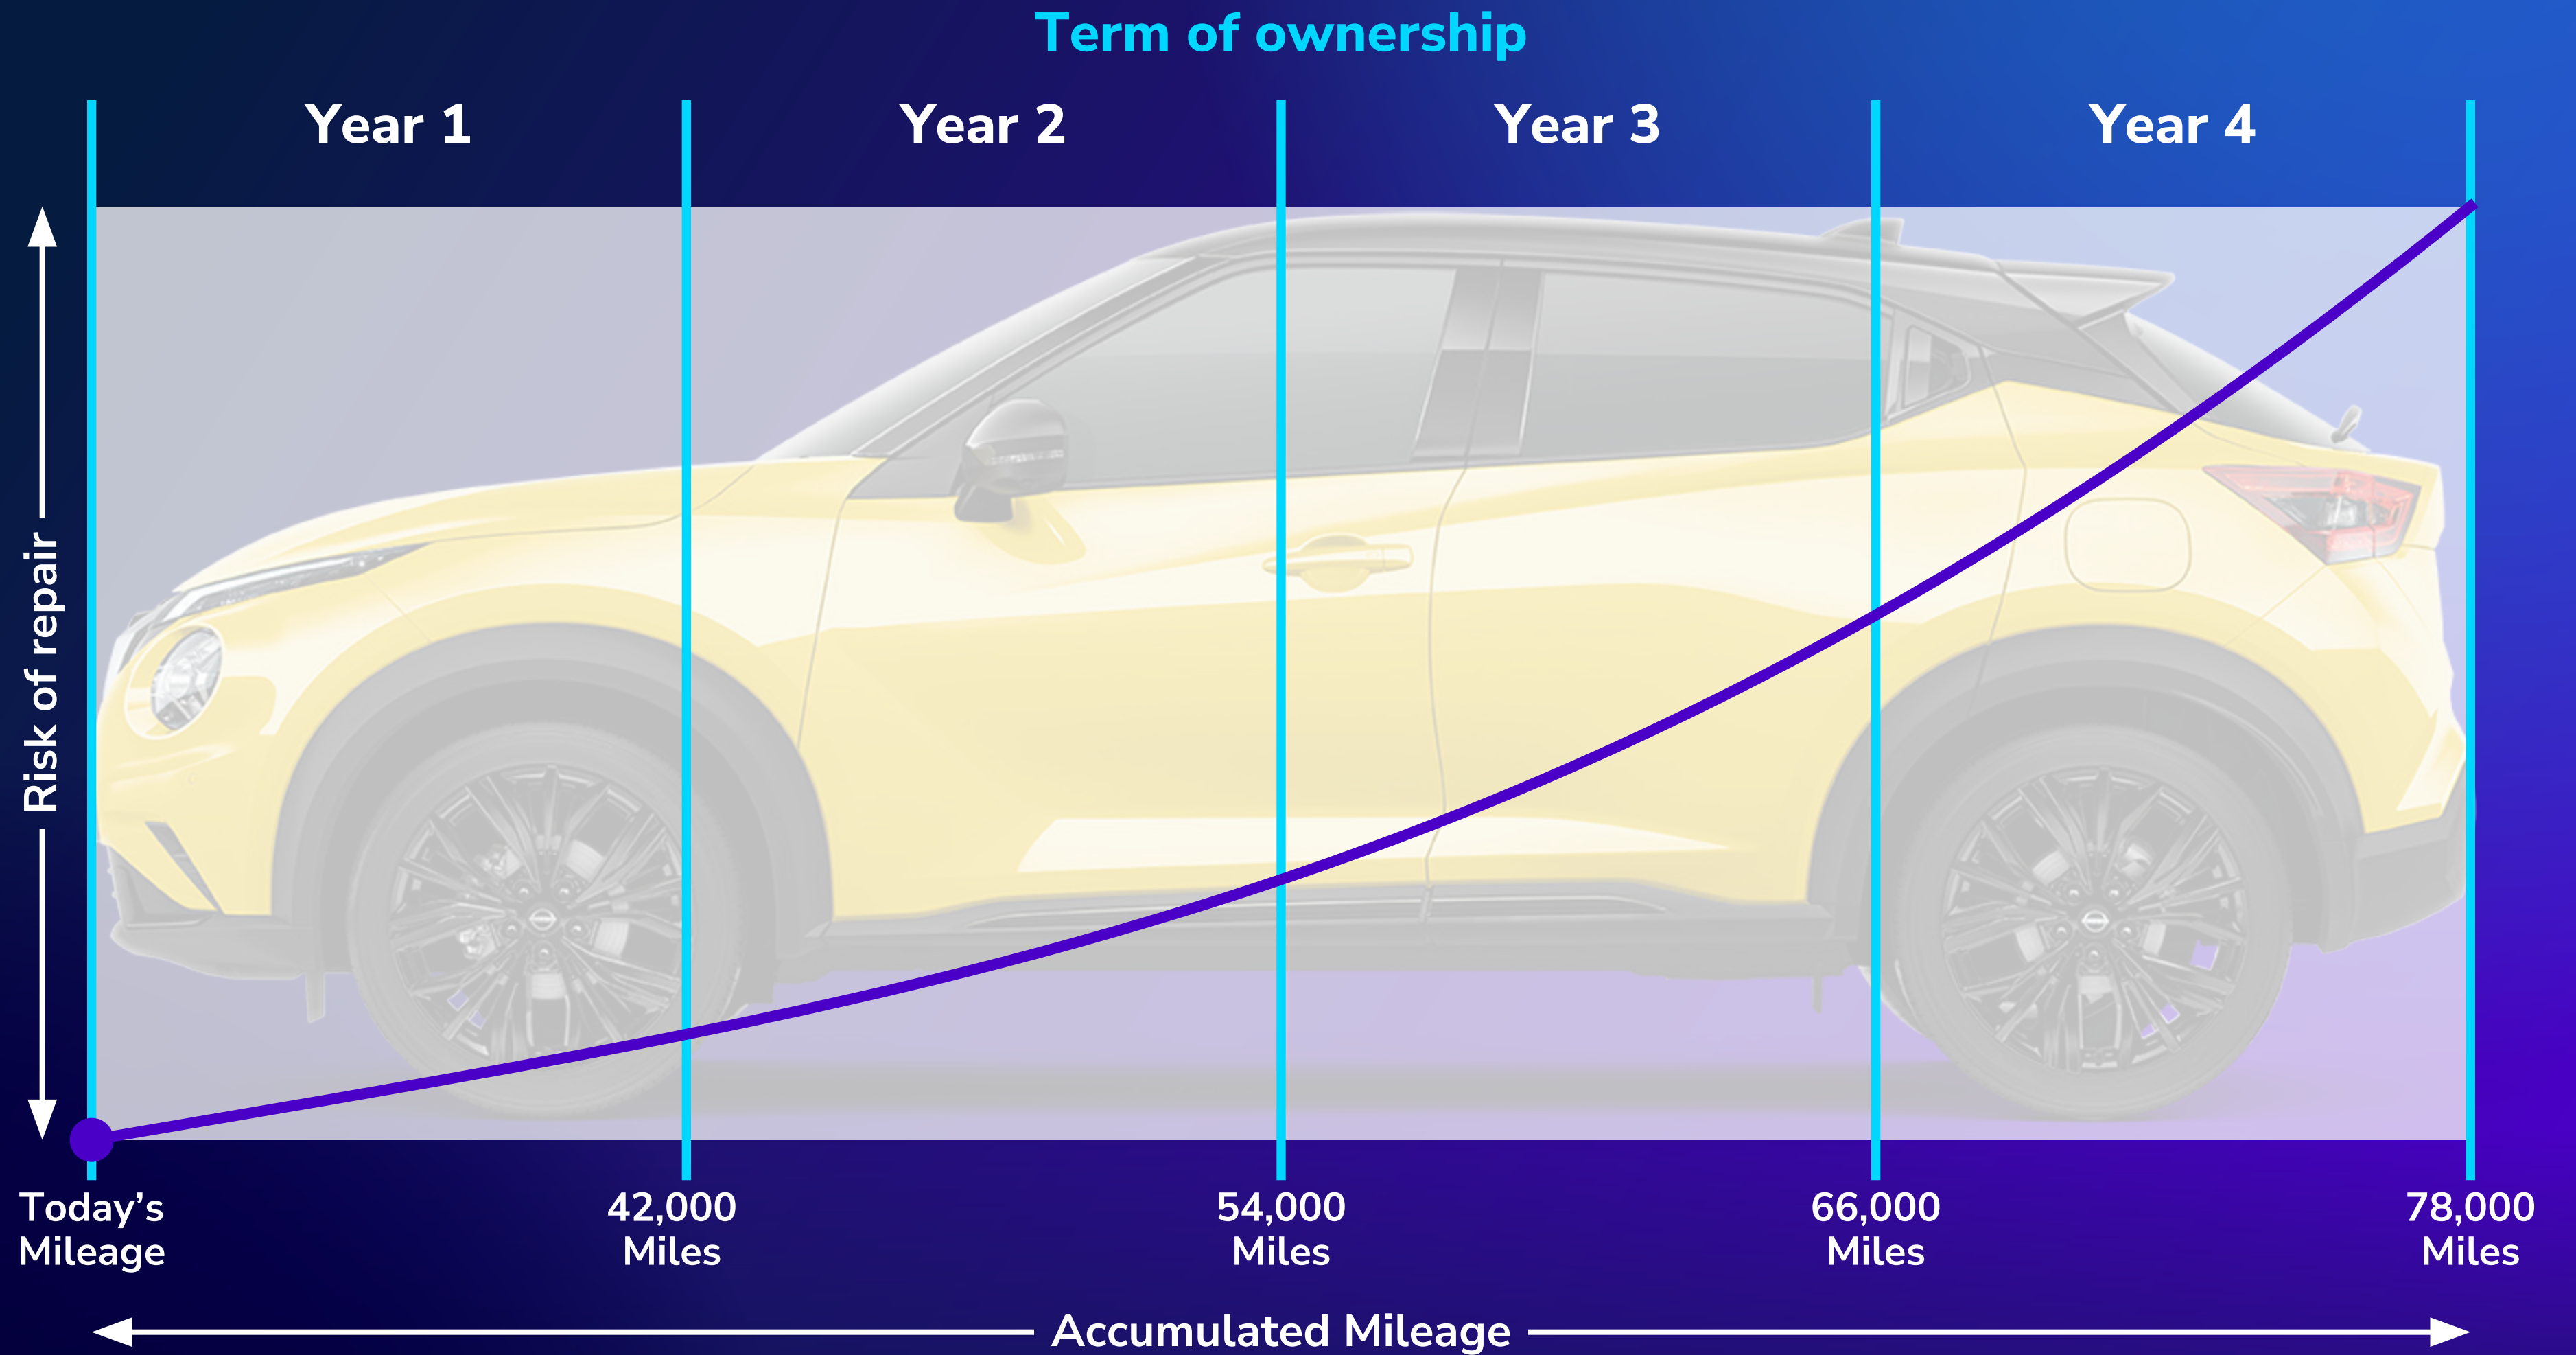 Term of ownership
Year 1
Year 2
Year 3
Year 4
Risk of repair
Today’s
Mileage
42,000
Miles
54,000
Miles
66,000
Miles
78,000
Miles
Accumulated Mileage